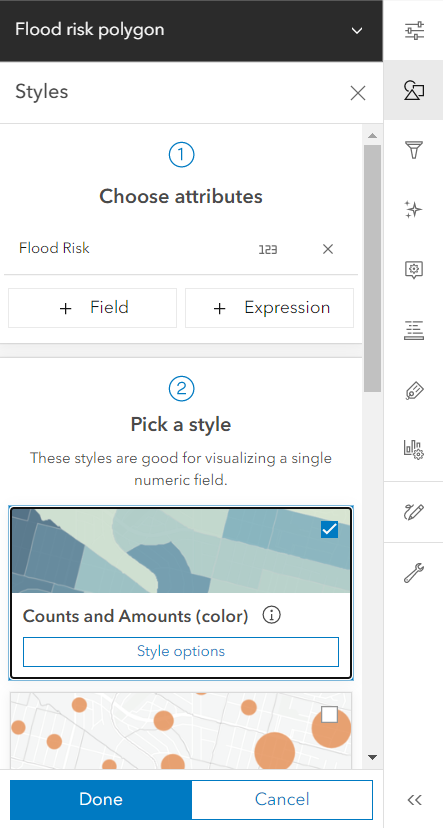 Flood risk polygon
Styles
1
Choose attributes
Flood Risk 123
+ Field + Expression
2
Pick a style
These styles are good for visualizing a single
numeric field.
Counts and Amounts (color)
Style options
Done Cancel